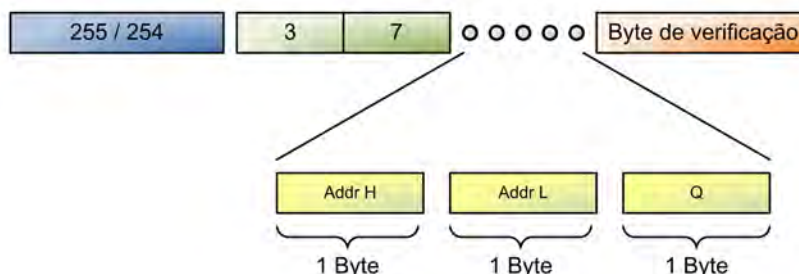 255 / 254 3 7 Byte de verificação
Addr H Addr L Q
1 Byte 1 Byte 1 Byte